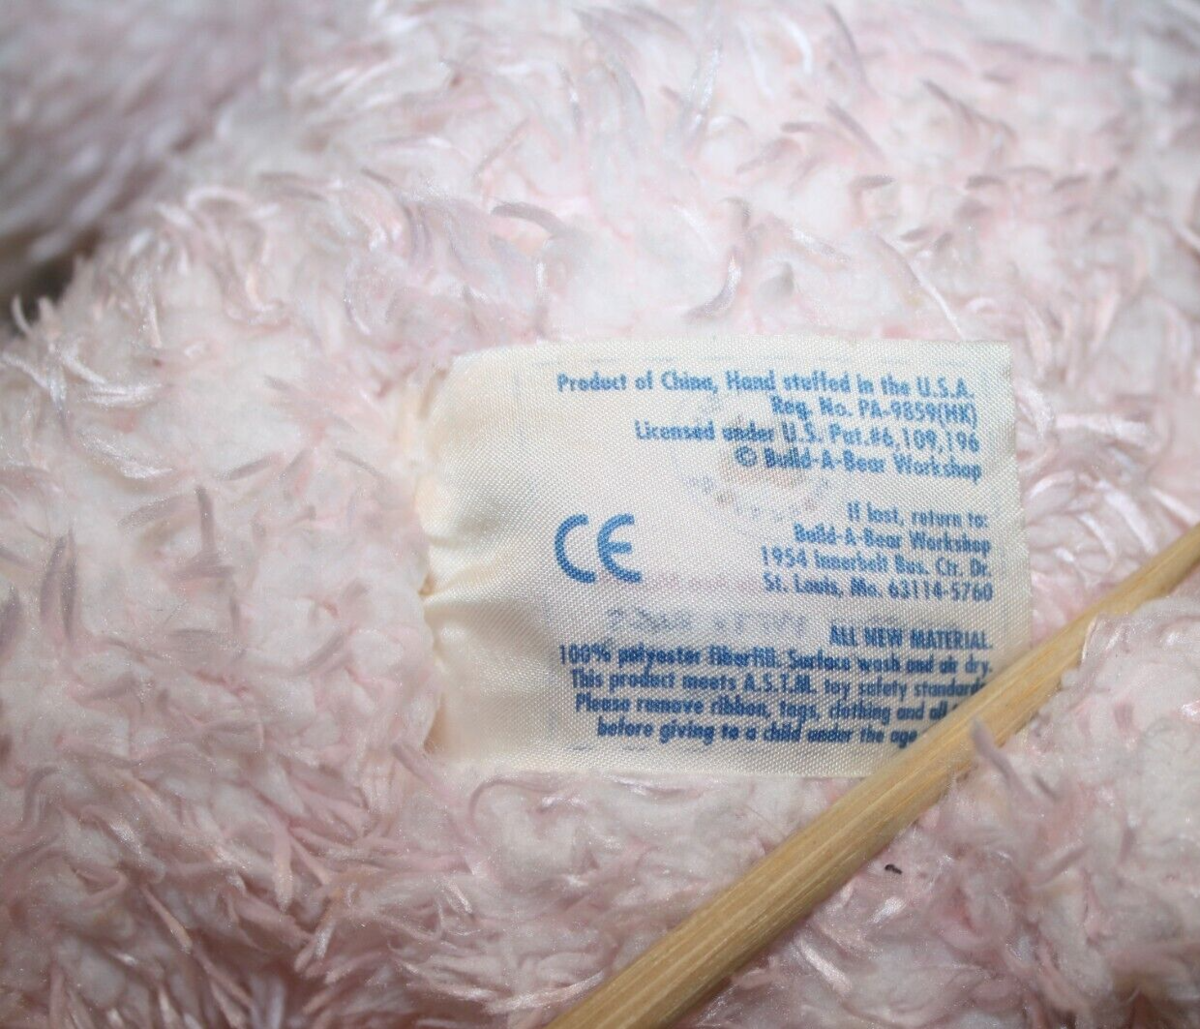 Product of China, Hand stuffed in the U.S.A.
Reg. No. PA-9859(HK)
Licensed under U.S. Pat.#6,109,196
© Build-A-Bear Workshop
If lost, return to:
Build-A-Bear Workshop
1954 Innerbelt Bus. Ctr. Dr.
St. Louis, Mo. 63114-5760
CE
ALL NEW MATERIAL.
100% polyester fiberfill. Surface wash and air dry.
This product meets A.S.T.M. toy safety standards
Please remove ribbon, tags, clothing and all
before giving to a child under the age